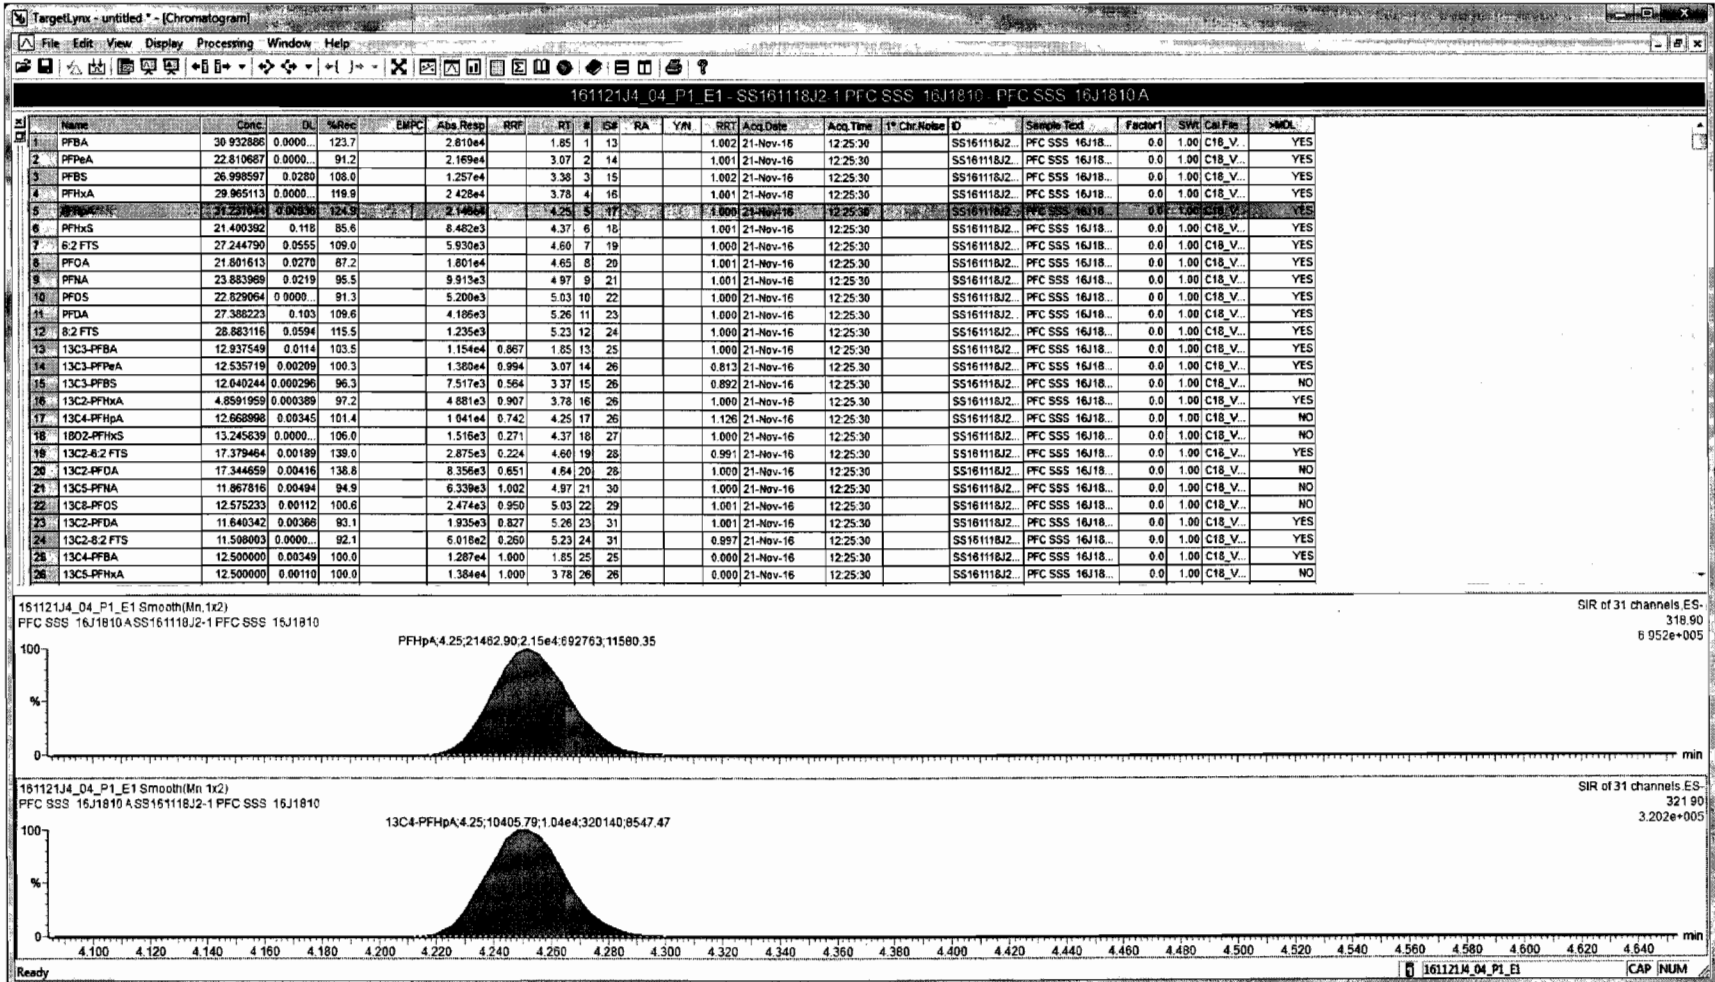 TargetLynx - untitled * - [Chromatogram]
File Edit View Display Processing Window Help
161121J4_04_P1_E1 - SS161118J2-1 PFC SSS 16J1810 - PFC SSS 16J1810 A
Name Conc. DL %Rec EMPC Abs.Resp RRF RT # IS# RA Y/N RRT Acq.Date Acq.Time 1° Chr.Noise ID Sample Text Factor1 SWt Cal File >MDL
1 PFBA 30.932886 0.0000... 123.7 2.810e4 1.85 1 13 1.002 21-Nov-16 12:25:30 SS161118J2... PFC SSS 16J18... 0.0 1.00 C18_V... YES
2 PFPeA 22.810687 0.0000... 91.2 2.169e4 3.07 2 14 1.001 21-Nov-16 12:25:30 SS161118J2... PFC SSS 16J18... 0.0 1.00 C18_V... YES
3 PFBS 26.998597 0.0280 108.0 1.257e4 3.38 3 15 1.002 21-Nov-16 12:25:30 SS161118J2... PFC SSS 16J18... 0.0 1.00 C18_V... YES
4 PFHxA 29.965113 0.0000... 119.9 2.428e4 3.78 4 16 1.001 21-Nov-16 12:25:30 SS161118J2... PFC SSS 16J18... 0.0 1.00 C18_V... YES
5 4.25 5 17 1.000 21-Nov-16 12:25:30 SS161118J2... PFC SSS 16J18... 0.0 1.00 C18_V... YES
6 PFHxS 21.400392 0.118 85.6 8.482e3 4.37 6 18 1.001 21-Nov-16 12:25:30 SS161118J2... PFC SSS 16J18... 0.0 1.00 C18_V... YES
7 6:2 FTS 27.244790 0.0555 109.0 5.930e3 4.60 7 19 1.000 21-Nov-16 12:25:30 SS161118J2... PFC SSS 16J18... 0.0 1.00 C18_V... YES
8 PFOA 21.801613 0.0270 87.2 1.801e4 4.65 8 20 1.001 21-Nov-16 12:25:30 SS161118J2... PFC SSS 16J18... 0.0 1.00 C18_V... YES
9 PFNA 23.883969 0.0219 95.5 9.913e3 4.97 9 21 1.001 21-Nov-16 12:25:30 SS161118J2... PFC SSS 16J18... 0.0 1.00 C18_V... YES
10 PFOS 22.829064 0.0000... 91.3 5.200e3 5.03 10 22 1.000 21-Nov-16 12:25:30 SS161118J2... PFC SSS 16J18... 0.0 1.00 C18_V... YES
11 PFDA 27.388223 0.103 109.6 4.186e3 5.26 11 23 1.000 21-Nov-16 12:25:30 SS161118J2... PFC SSS 16J18... 0.0 1.00 C18_V... YES
12 8:2 FTS 28.883116 0.0594 115.5 1.235e3 5.23 12 24 1.000 21-Nov-16 12:25:30 SS161118J2... PFC SSS 16J18... 0.0 1.00 C18_V... YES
13 13C3-PFBA 12.937549 0.0114 103.5 1.154e4 0.867 1.85 13 25 1.000 21-Nov-16 12:25:30 SS161118J2... PFC SSS 16J18... 0.0 1.00 C18_V... YES
14 13C3-PFPeA 12.535719 0.00209 100.3 1.380e4 0.994 3.07 14 26 0.813 21-Nov-16 12:25:30 SS161118J2... PFC SSS 16J18... 0.0 1.00 C18_V... YES
15 13C3-PFBS 12.040244 0.000296 96.3 7.517e3 0.564 3.37 15 26 0.892 21-Nov-16 12:25:30 SS161118J2... PFC SSS 16J18... 0.0 1.00 C18_V... NO
16 13C2-PFHxA 4.8591959 0.000389 97.2 4.881e3 0.907 3.78 16 26 1.000 21-Nov-16 12:25:30 SS161118J2... PFC SSS 16J18... 0.0 1.00 C18_V... YES
17 13C4-PFHpA 12.668998 0.00345 101.4 1.041e4 0.742 4.25 17 26 1.126 21-Nov-16 12:25:30 SS161118J2... PFC SSS 16J18... 0.0 1.00 C18_V... NO
18 18O2-PFHxS 13.245839 0.0000... 106.0 1.516e3 0.271 4.37 18 27 1.000 21-Nov-16 12:25:30 SS161118J2... PFC SSS 16J18... 0.0 1.00 C18_V... NO
19 13C2-6:2 FTS 17.379464 0.00189 139.0 2.875e3 0.224 4.60 19 28 0.991 21-Nov-16 12:25:30 SS161118J2... PFC SSS 16J18... 0.0 1.00 C18_V... YES
20 13C2-PFOA 17.344659 0.00416 138.8 8.356e3 0.651 4.64 20 28 1.000 21-Nov-16 12:25:30 SS161118J2... PFC SSS 16J18... 0.0 1.00 C18_V... NO
21 13C5-PFNA 11.867816 0.00494 94.9 6.339e3 1.002 4.97 21 30 1.000 21-Nov-16 12:25:30 SS161118J2... PFC SSS 16J18... 0.0 1.00 C18_V... NO
22 13C8-PFOS 12.575233 0.00112 100.6 2.474e3 0.950 5.03 22 29 1.001 21-Nov-16 12:25:30 SS161118J2... PFC SSS 16J18... 0.0 1.00 C18_V... NO
23 13C2-PFDA 11.640342 0.00366 93.1 1.935e3 0.827 5.26 23 31 1.001 21-Nov-16 12:25:30 SS161118J2... PFC SSS 16J18... 0.0 1.00 C18_V... YES
24 13C2-8:2 FTS 11.508003 0.0000... 92.1 6.018e2 0.260 5.23 24 31 0.997 21-Nov-16 12:25:30 SS161118J2... PFC SSS 16J18... 0.0 1.00 C18_V... YES
25 13C4-PFBA 12.500000 0.00349 100.0 1.287e4 1.000 1.85 25 25 0.000 21-Nov-16 12:25:30 SS161118J2... PFC SSS 16J18... 0.0 1.00 C18_V... YES
26 13C5-PFHxA 12.500000 0.00110 100.0 1.384e4 1.000 3.78 26 26 0.000 21-Nov-16 12:25:30 SS161118J2... PFC SSS 16J18... 0.0 1.00 C18_V... NO
161121J4_04_P1_E1 Smooth(Mn,1x2)
PFC SSS 16J1810 A SS161118J2-1 PFC SSS 16J1810
SIR of 31 channels,ES-
318.90
6.952e+005
PFHpA;4.25;21462.90;2.15e4;692763;11580.35
100
%
0
min
161121J4_04_P1_E1 Smooth(Mn,1x2)
PFC SSS 16J1810 A SS161118J2-1 PFC SSS 16J1810
SIR of 31 channels,ES-
321.90
3.202e+005
13C4-PFHpA;4.25;10405.79;1.04e4;320140;8547.47
100
%
0
min
4.100 4.120 4.140 4.160 4.180 4.200 4.220 4.240 4.260 4.280 4.300 4.320 4.340 4.360 4.380 4.400 4.420 4.440 4.460 4.480 4.500 4.520 4.540 4.560 4.580 4.600 4.620 4.640
Ready
161121J4_04_P1_E1
CAP NUM